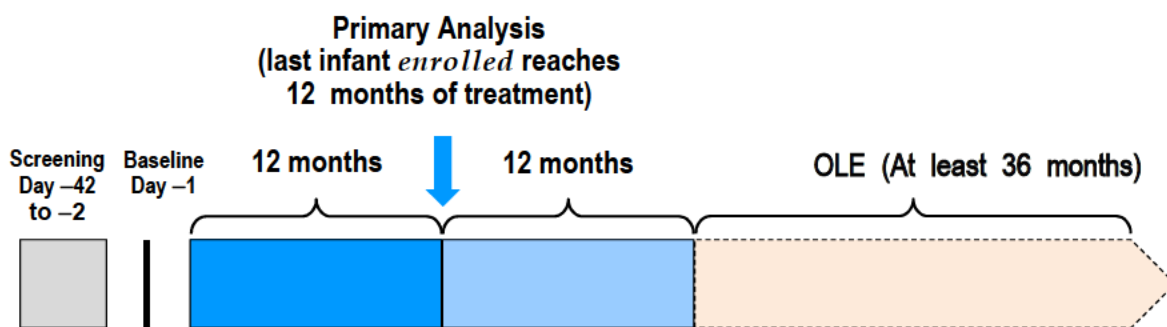 Primary Analysis
(last infant enrolled reaches
12 months of treatment)
Screening
Day –42
to –2
Baseline
Day –1
12 months
12 months
OLE (At least 36 months)